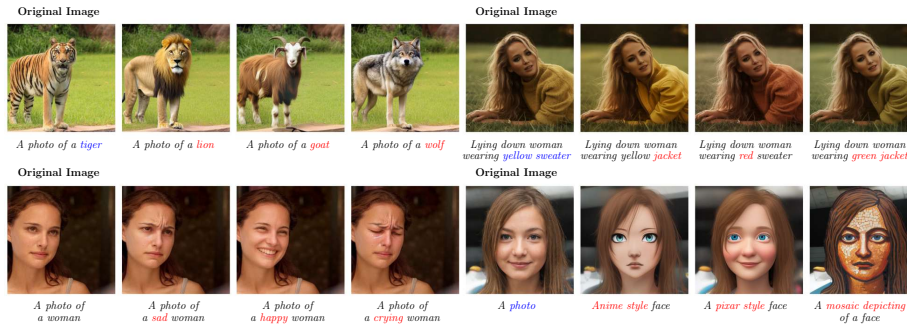 Original Image
Original Image
A photo of a tiger
A photo of a lion
A photo of a goat
A photo of a wolf
Lying down woman
wearing yellow sweater
Lying down woman
wearing yellow jacket
Lying down woman
wearing red sweater
Lying down woman
wearing green jacket
Original Image
Original Image
A photo of
a woman
A photo of
a sad woman
A photo of
a happy woman
A photo of
a crying woman
A photo
Anime style face
A pixar style face
A mosaic depicting
of a face